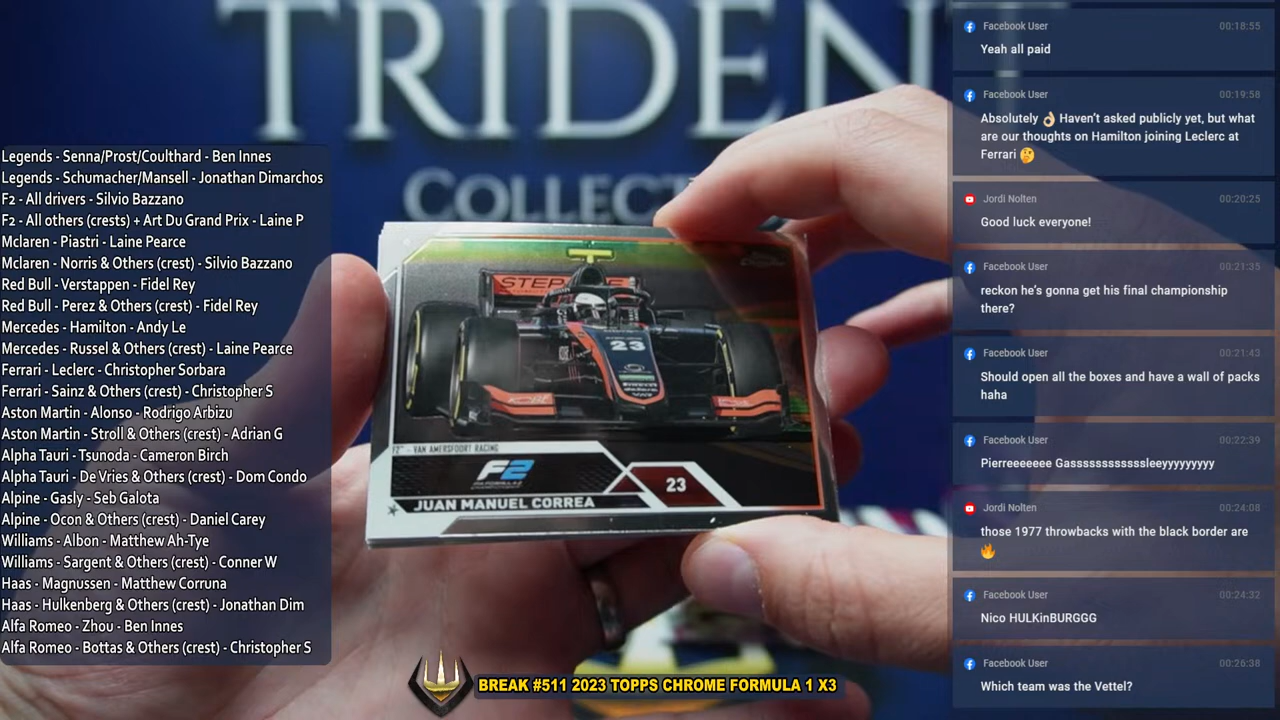 TRIDEN
COLLECT
Legends - Senna/Prost/Coulthard - Ben Innes
Legends - Schumacher/Mansell - Jonathan Dimarchos
F2 - All drivers - Silvio Bazzano
F2 - All others (crests) + Art Du Grand Prix - Laine P
Mclaren - Piastri - Laine Pearce
Mclaren - Norris & Others (crest) - Silvio Bazzano
Red Bull - Verstappen - Fidel Rey
Red Bull - Perez & Others (crest) - Fidel Rey
Mercedes - Hamilton - Andy Le
Mercedes - Russel & Others (crest) - Laine Pearce
Ferrari - Leclerc - Christopher Sorbara
Ferrari - Sainz & Others (crest) - Christopher S
Aston Martin - Alonso - Rodrigo Arbizu
Aston Martin - Stroll & Others (crest) - Adrian G
Alpha Tauri - Tsunoda - Cameron Birch
Alpha Tauri - De Vries & Others (crest) - Dom Condo
Alpine - Gasly - Seb Galota
Alpine - Ocon & Others (crest) - Daniel Carey
Williams - Albon - Matthew Ah-Tye
Williams - Sargent & Others (crest) - Conner W
Haas - Magnussen - Matthew Corruna
Haas - Hulkenberg & Others (crest) - Jonathan Dim
Alfa Romeo - Zhou - Ben Innes
Alfa Romeo - Bottas & Others (crest) - Christopher S
23
F2™ - VAN AMERSFOORT RACING
F2
23
JUAN MANUEL CORREA
BREAK #511 2023 TOPPS CHROME FORMULA 1 X3
Facebook User 00:18:55
Yeah all paid
Facebook User 00:19:58
Absolutely 👌 Haven't asked publicly yet, but what
are our thoughts on Hamilton joining Leclerc at
Ferrari 🤔
Jordi Nolten 00:20:25
Good luck everyone!
Facebook User 00:21:35
reckon he's gonna get his final championship
there?
Facebook User 00:21:43
Should open all the boxes and have a wall of packs
haha
Facebook User 00:22:39
Pierreeeeeee Gasssssssssssssleeyyyyyyyyy
Jordi Nolten 00:24:08
those 1977 throwbacks with the black border are
🔥
Facebook User 00:24:32
Nico HULKinBURGGG
Facebook User 00:26:38
Which team was the Vettel?